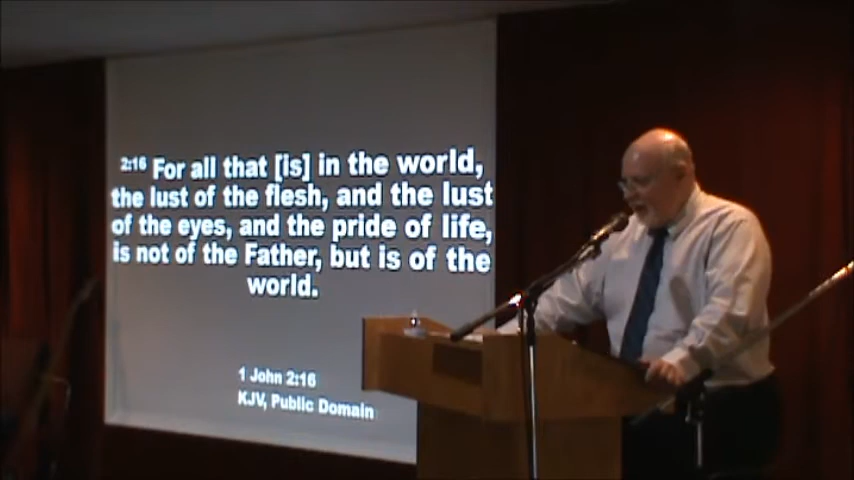 2:16 For all that [is] in the world,
the lust of the flesh, and the lust
of the eyes, and the pride of life,
is not of the Father, but is of the
world.
1 John 2:16
KJV, Public Domain